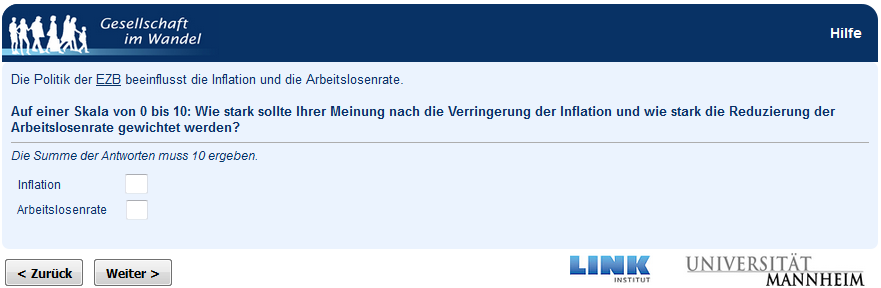 Gesellschaft
im Wandel
Hilfe
Die Politik der EZB beeinflusst die Inflation und die Arbeitslosenrate.
Auf einer Skala von 0 bis 10: Wie stark sollte Ihrer Meinung nach die Verringerung der Inflation und wie stark die Reduzierung der
Arbeitslosenrate gewichtet werden?
Die Summe der Antworten muss 10 ergeben.
Inflation
Arbeitslosenrate
< Zurück
Weiter >
LINK
INSTITUT
UNIVERSITÄT
MANNHEIM